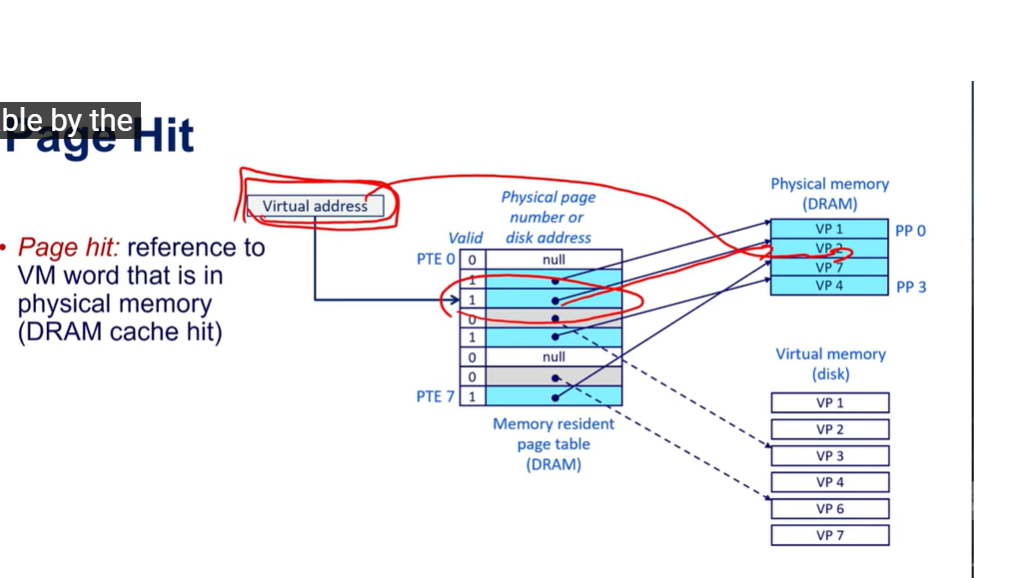 ble by the
Page Hit
• Page hit: reference to
VM word that is in
physical memory
(DRAM cache hit)
Virtual address
Physical page
number or
disk address
Valid
PTE 0
0
null
1
1
0
1
0
null
0
PTE 7
1
Memory resident
page table
(DRAM)
Physical memory
(DRAM)
VP 1
PP 0
VP 2
VP 7
VP 4
PP 3
Virtual memory
(disk)
VP 1
VP 2
VP 3
VP 4
VP 6
VP 7